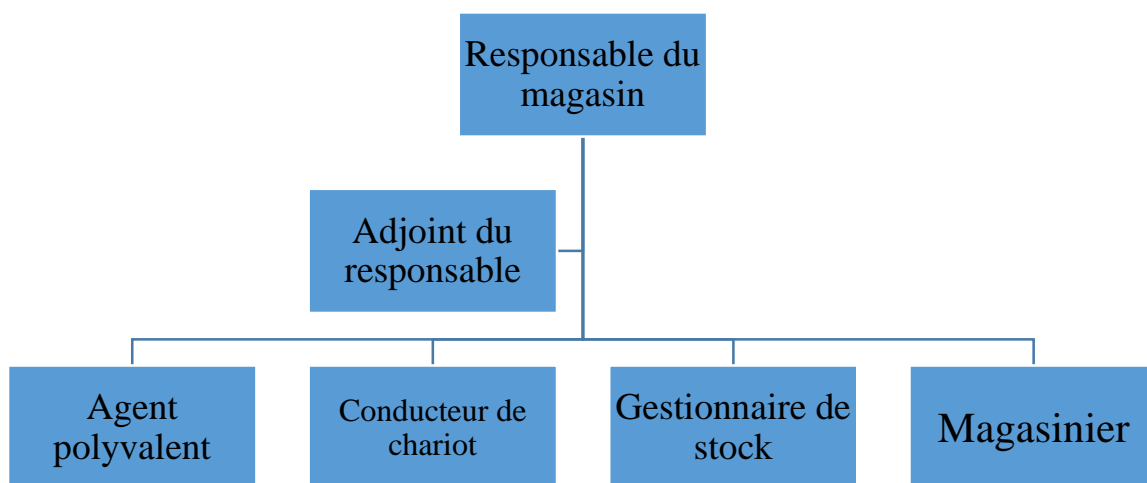 Responsable du
magasin
Adjoint du
responsable
Agent
polyvalent
Conducteur de
chariot
Gestionnaire de
stock
Magasinier